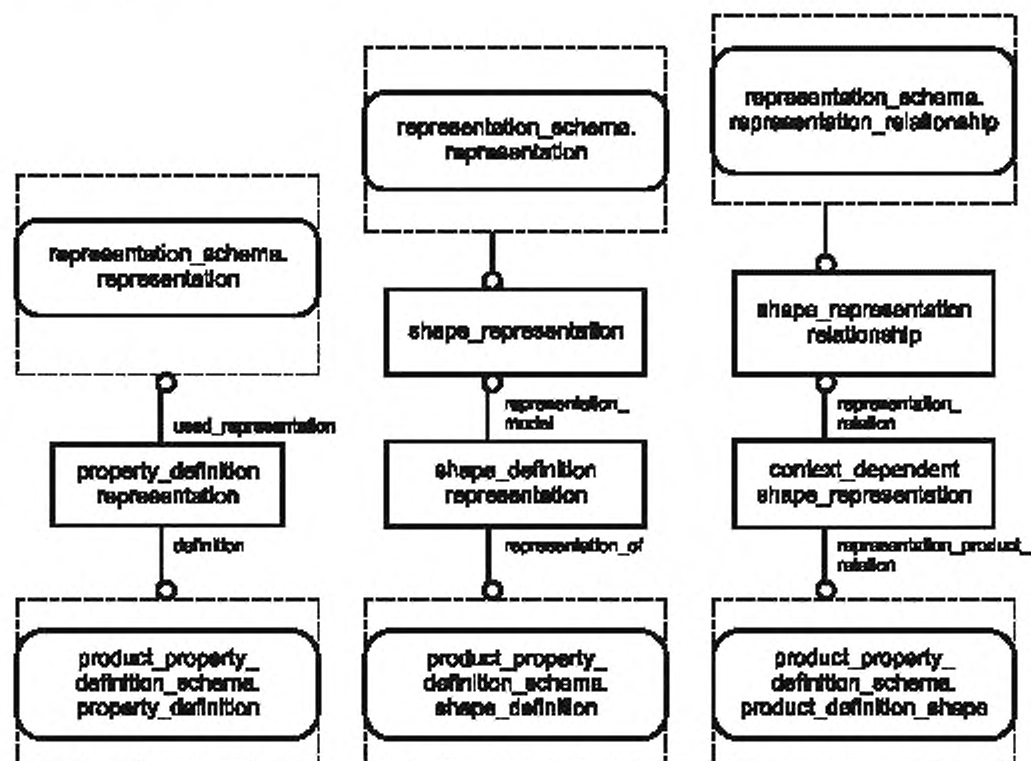 representation_schema.
representation
used_representation
property_definition
representation
definition
product_property_
definition_schema.
property_definition
representation_schema.
representation
shape_representation
representation_
model
shape_definition
representation
representation_of
product_property_
definition_schema.
shape_definition
representation_schema.
representation_relationship
shape_representation
relationship
representation_
relation
context_dependent
shape_representation
representation_product_
relation
product_property_
definition_schema.
product_definition_shape